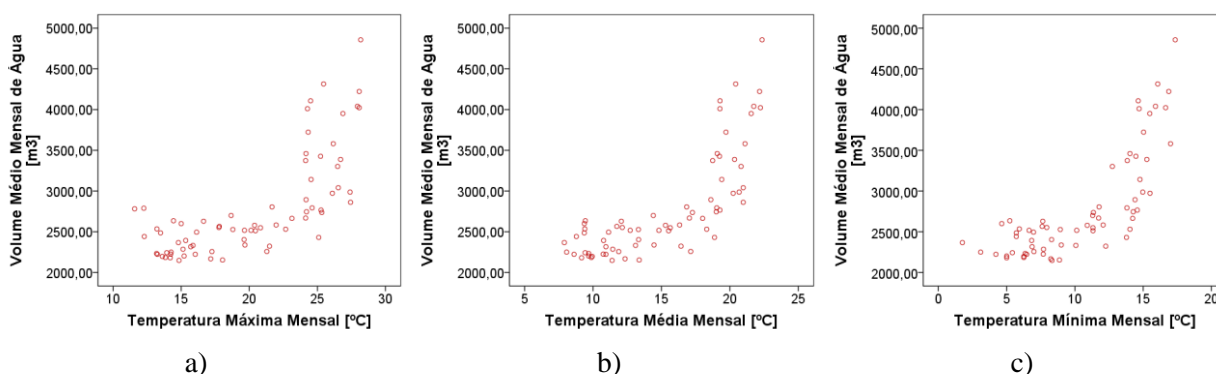 Volume Médio Mensal de Água
[m3]
5000,00
4500,00
4000,00
3500,00
3000,00
2500,00
2000,00
10 15 20 25 30
Temperatura Máxima Mensal [ºC]
a)
Volume Médio Mensal de Água
[m3]
5000,00
4500,00
4000,00
3500,00
3000,00
2500,00
2000,00
5 10 15 20 25
Temperatura Média Mensal [ºC]
b)
Volume Médio Mensal de Água
[m3]
5000,00
4500,00
4000,00
3500,00
3000,00
2500,00
2000,00
0 5 10 15 20
Temperatura Mínima Mensal [ºC]
c)